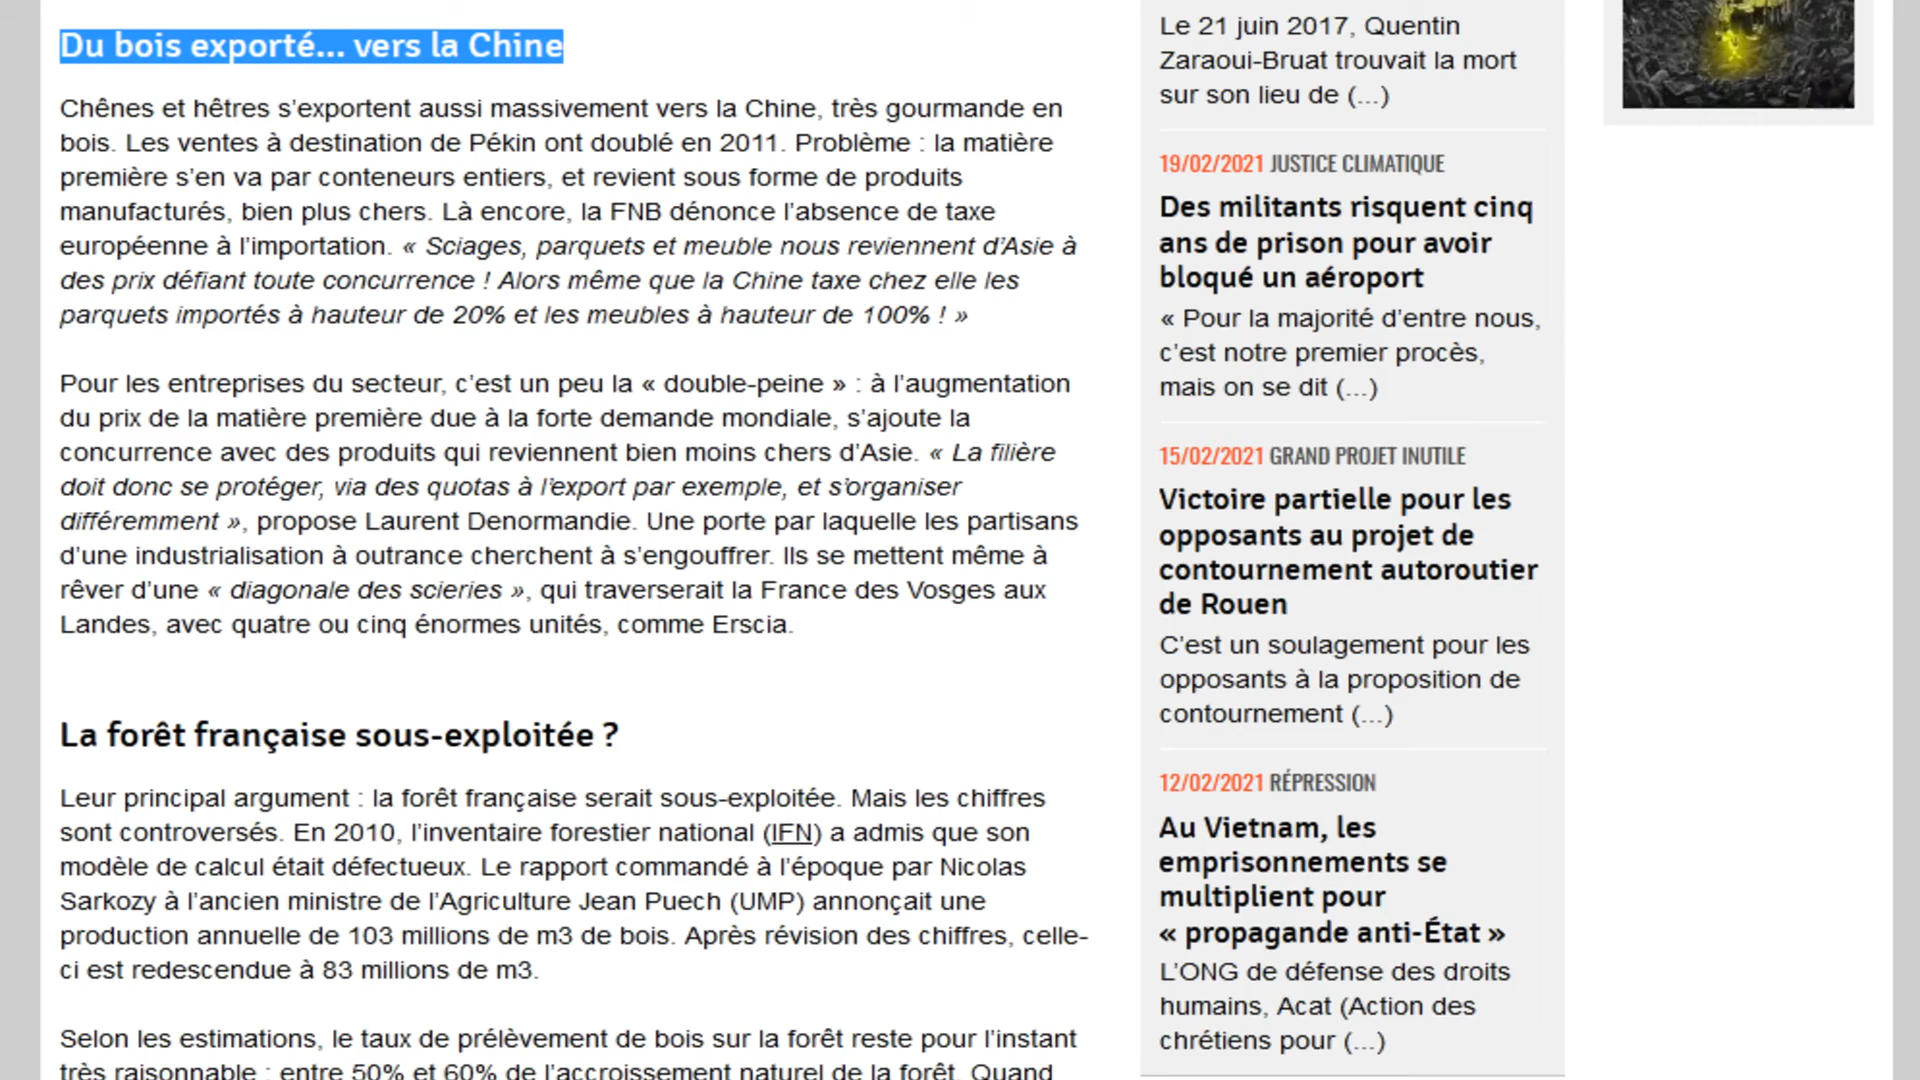 Du bois exporté... vers la Chine
Chênes et hêtres s’exportent aussi massivement vers la Chine, très gourmande en
bois. Les ventes à destination de Pékin ont doublé en 2011. Problème : la matière
première s’en va par conteneurs entiers, et revient sous forme de produits
manufacturés, bien plus chers. Là encore, la FNB dénonce l’absence de taxe
européenne à l’importation. « Sciages, parquets et meuble nous reviennent d’Asie à
des prix défiant toute concurrence ! Alors même que la Chine taxe chez elle les
parquets importés à hauteur de 20% et les meubles à hauteur de 100% ! »
Pour les entreprises du secteur, c’est un peu la « double-peine » : à l’augmentation
du prix de la matière première due à la forte demande mondiale, s’ajoute la
concurrence avec des produits qui reviennent bien moins chers d’Asie. « La filière
doit donc se protéger, via des quotas à l’export par exemple, et s’organiser
différemment », propose Laurent Denormandie. Une porte par laquelle les partisans
d’une industrialisation à outrance cherchent à s’engouffrer. Ils se mettent même à
rêver d’une « diagonale des scieries », qui traverserait la France des Vosges aux
Landes, avec quatre ou cinq énormes unités, comme Erscia.
La forêt française sous-exploitée ?
Leur principal argument : la forêt française serait sous-exploitée. Mais les chiffres
sont controversés. En 2010, l’inventaire forestier national (IFN) a admis que son
modèle de calcul était défectueux. Le rapport commandé à l’époque par Nicolas
Sarkozy à l’ancien ministre de l’Agriculture Jean Puech (UMP) annonçait une
production annuelle de 103 millions de m3 de bois. Après révision des chiffres, celle-
ci est redescendue à 83 millions de m3.
Selon les estimations, le taux de prélèvement de bois sur la forêt reste pour l’instant
très raisonnable : entre 50% et 60% de l’accroissement naturel de la forêt. Quand
Le 21 juin 2017, Quentin
Zaraoui-Bruat trouvait la mort
sur son lieu de (...)
19/02/2021 JUSTICE CLIMATIQUE
Des militants risquent cinq
ans de prison pour avoir
bloqué un aéroport
« Pour la majorité d’entre nous,
c’est notre premier procès,
mais on se dit (...)
15/02/2021 GRAND PROJET INUTILE
Victoire partielle pour les
opposants au projet de
contournement autoroutier
de Rouen
C’est un soulagement pour les
opposants à la proposition de
contournement (...)
12/02/2021 RÉPRESSION
Au Vietnam, les
emprisonnements se
multiplient pour
« propagande anti-État »
L’ONG de défense des droits
humains, Acat (Action des
chrétiens pour (...)